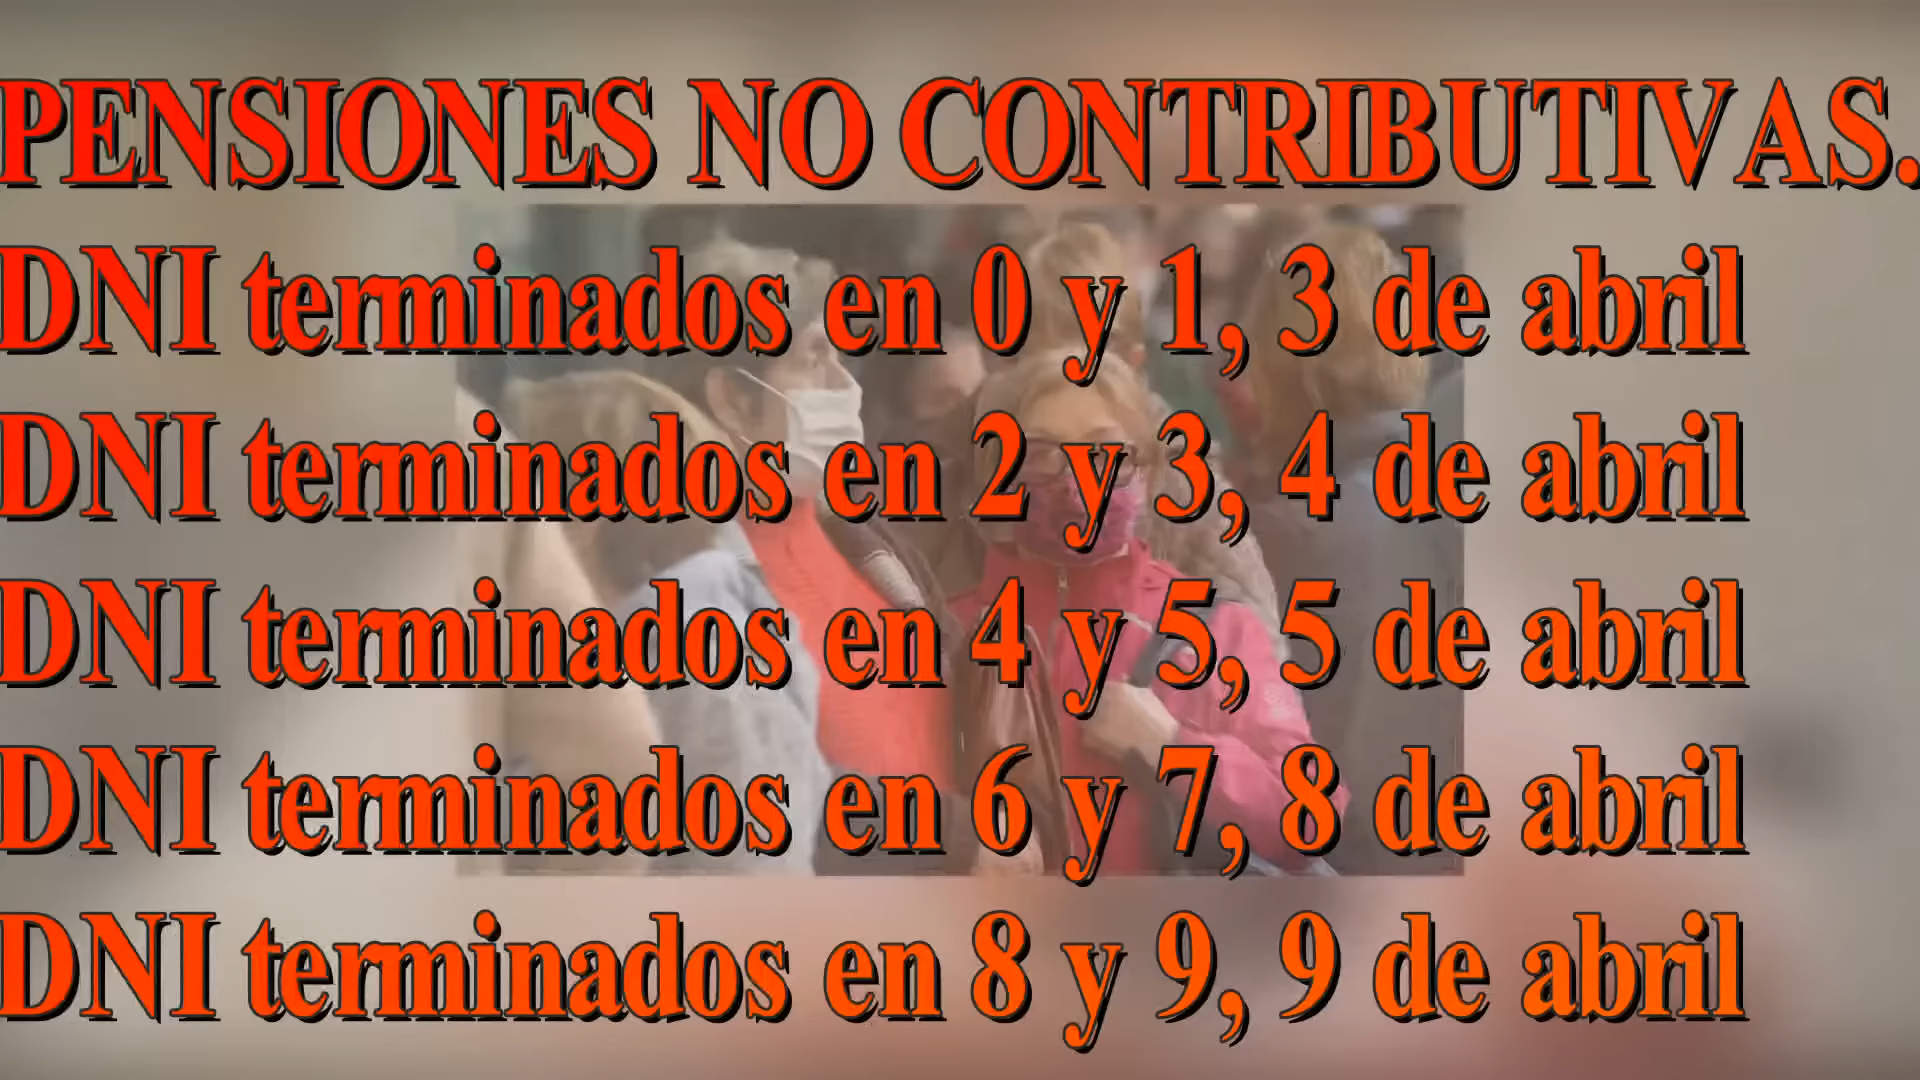 PENSIONES NO CONTRIBUTIVAS.
DNI terminados en 0 y 1, 3 de abril
DNI terminados en 2 y 3, 4 de abril
DNI terminados en 4 y 5, 5 de abril
DNI terminados en 6 y 7, 8 de abril
DNI terminados en 8 y 9, 9 de abril